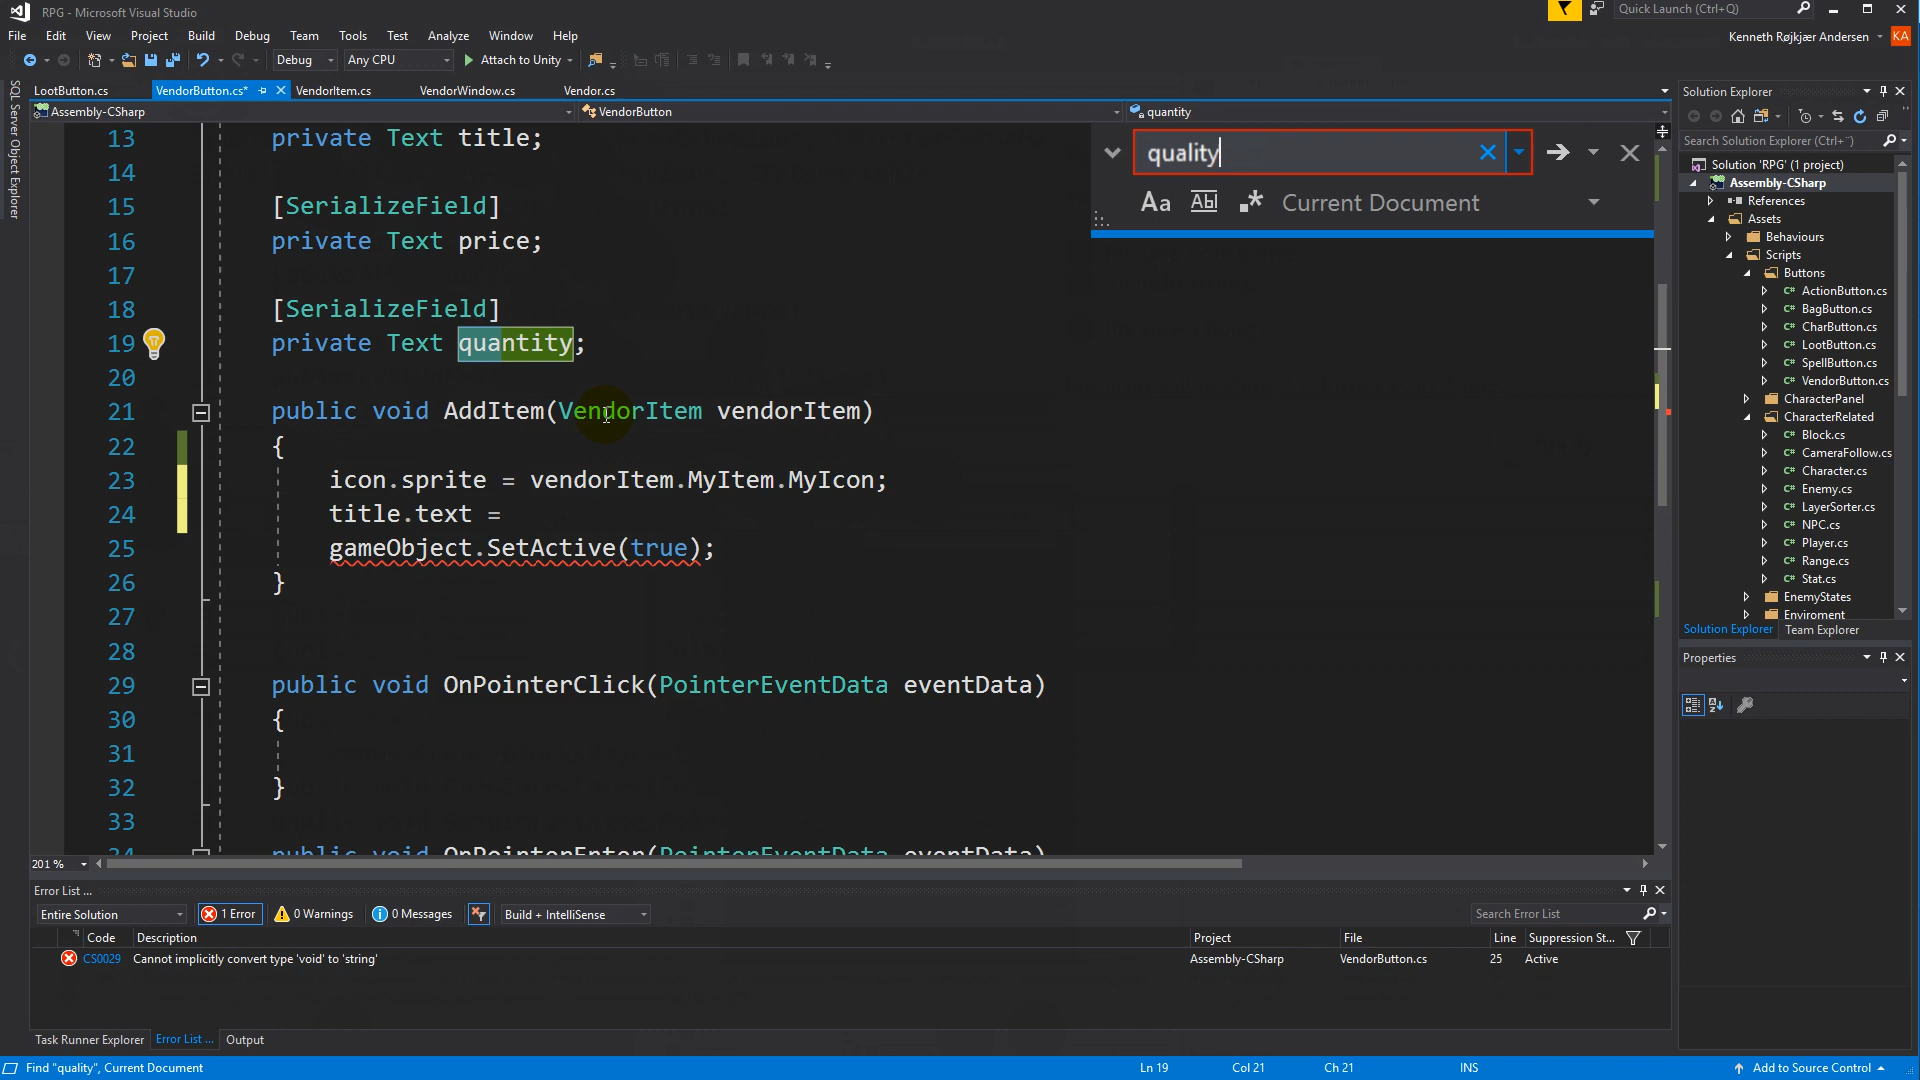 RPG - Microsoft Visual Studio
Quick Launch (Ctrl+Q)
File Edit View Project Build Debug Team Tools Test Analyze Window Help
Kenneth Røjkjær Andersen KA
Debug Any CPU Attach to Unity
SQL Server Object Explorer
LootButton.cs VendorButton.cs* VendorItem.cs VendorWindow.cs Vendor.cs
Assembly-CSharp VendorButton quantity
quality
Aa Abl .* Current Document
13 private Text title;
14
15 [SerializeField]
16 private Text price;
17
18 [SerializeField]
19 private Text quantity;
20
21 public void AddItem(VendorItem vendorItem)
22 {
23 icon.sprite = vendorItem.MyItem.MyIcon;
24 title.text =
25 gameObject.SetActive(true);
26 }
27
28
29 public void OnPointerClick(PointerEventData eventData)
30 {
31
32 }
33
34 public void OnPointerEnter(PointerEventData eventData)
201 %
Solution Explorer
Search Solution Explorer (Ctrl+¨)
Solution 'RPG' (1 project)
Assembly-CSharp
References
Assets
Behaviours
Scripts
Buttons
C# ActionButton.cs
C# BagButton.cs
C# CharButton.cs
C# LootButton.cs
C# SpellButton.cs
C# VendorButton.cs
CharacterPanel
CharacterRelated
C# Block.cs
C# CameraFollow.cs
C# Character.cs
C# Enemy.cs
C# LayerSorter.cs
C# NPC.cs
C# Player.cs
C# Range.cs
C# Stat.cs
EnemyStates
Enviroment
Solution Explorer Team Explorer
Properties
Error List ...
Entire Solution 1 Error 0 Warnings 0 Messages Build + IntelliSense Search Error List
Code Description Project File Line Suppression St...
CS0029 Cannot implicitly convert type 'void' to 'string' Assembly-CSharp VendorButton.cs 25 Active
Task Runner Explorer Error List ... Output
Find "quality", Current Document Ln 19 Col 21 Ch 21 INS Add to Source Control